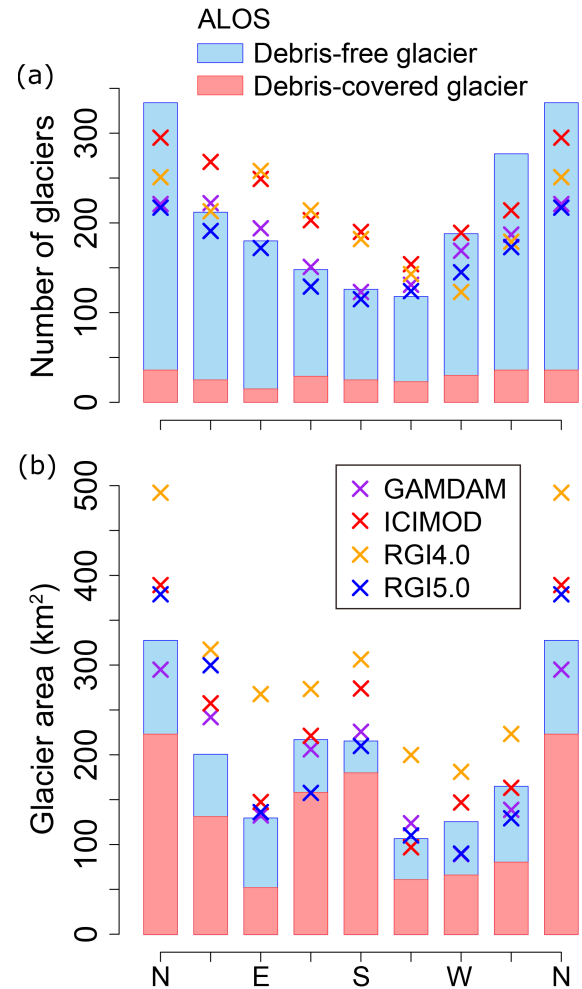 ALOS
Debris-free glacier
Debris-covered glacier
(a)
Number of glaciers
0
100
200
300
(b)
Glacier area (km²)
0
100
200
300
400
500
GAMDAM
ICIMOD
RGI4.0
RGI5.0
N E S W N